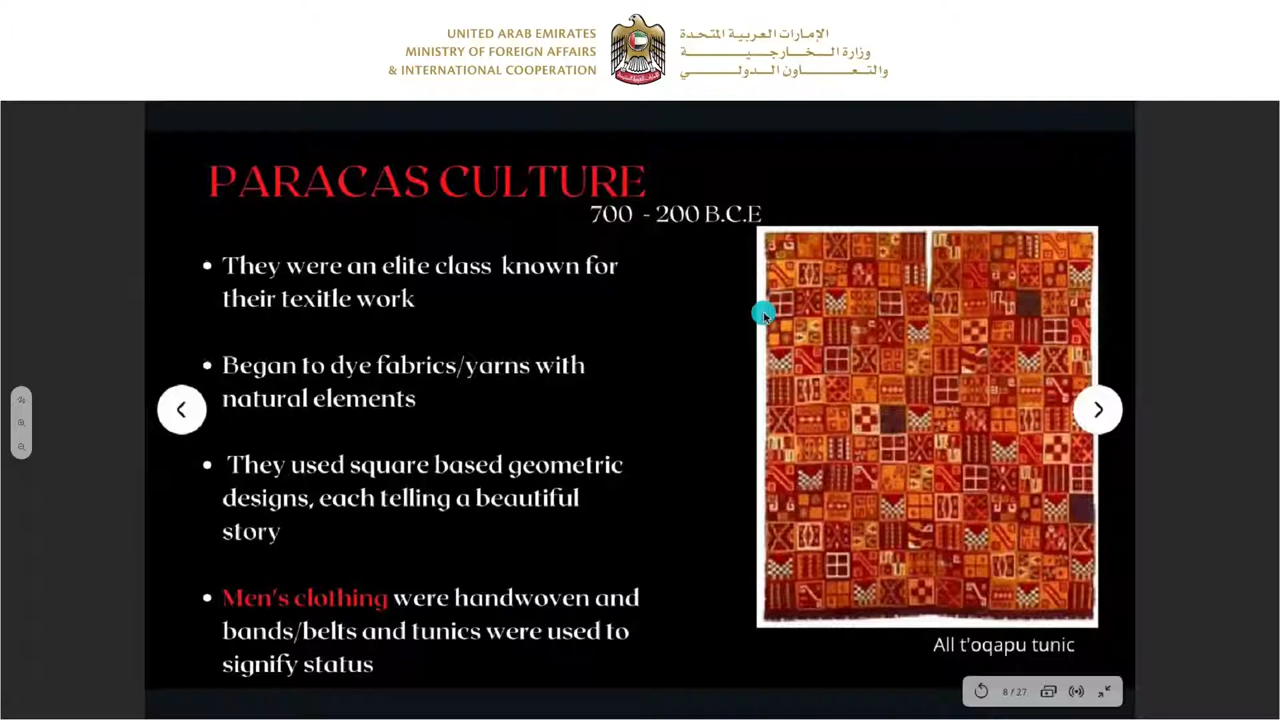 UNITED ARAB EMIRATES
MINISTRY OF FOREIGN AFFAIRS
& INTERNATIONAL COOPERATION
الإمارات العربية المتحدة
وزارة الخارجية
والتعاون الدولي
PARACAS CULTURE
700 - 200 B.C.E
• They were an elite class known for
their texitle work
• Began to dye fabrics/yarns with
natural elements
• They used square based geometric
designs, each telling a beautiful
story
• Men's clothing were handwoven and
bands/belts and tunics were used to
signify status
All t'oqapu tunic
8 / 27